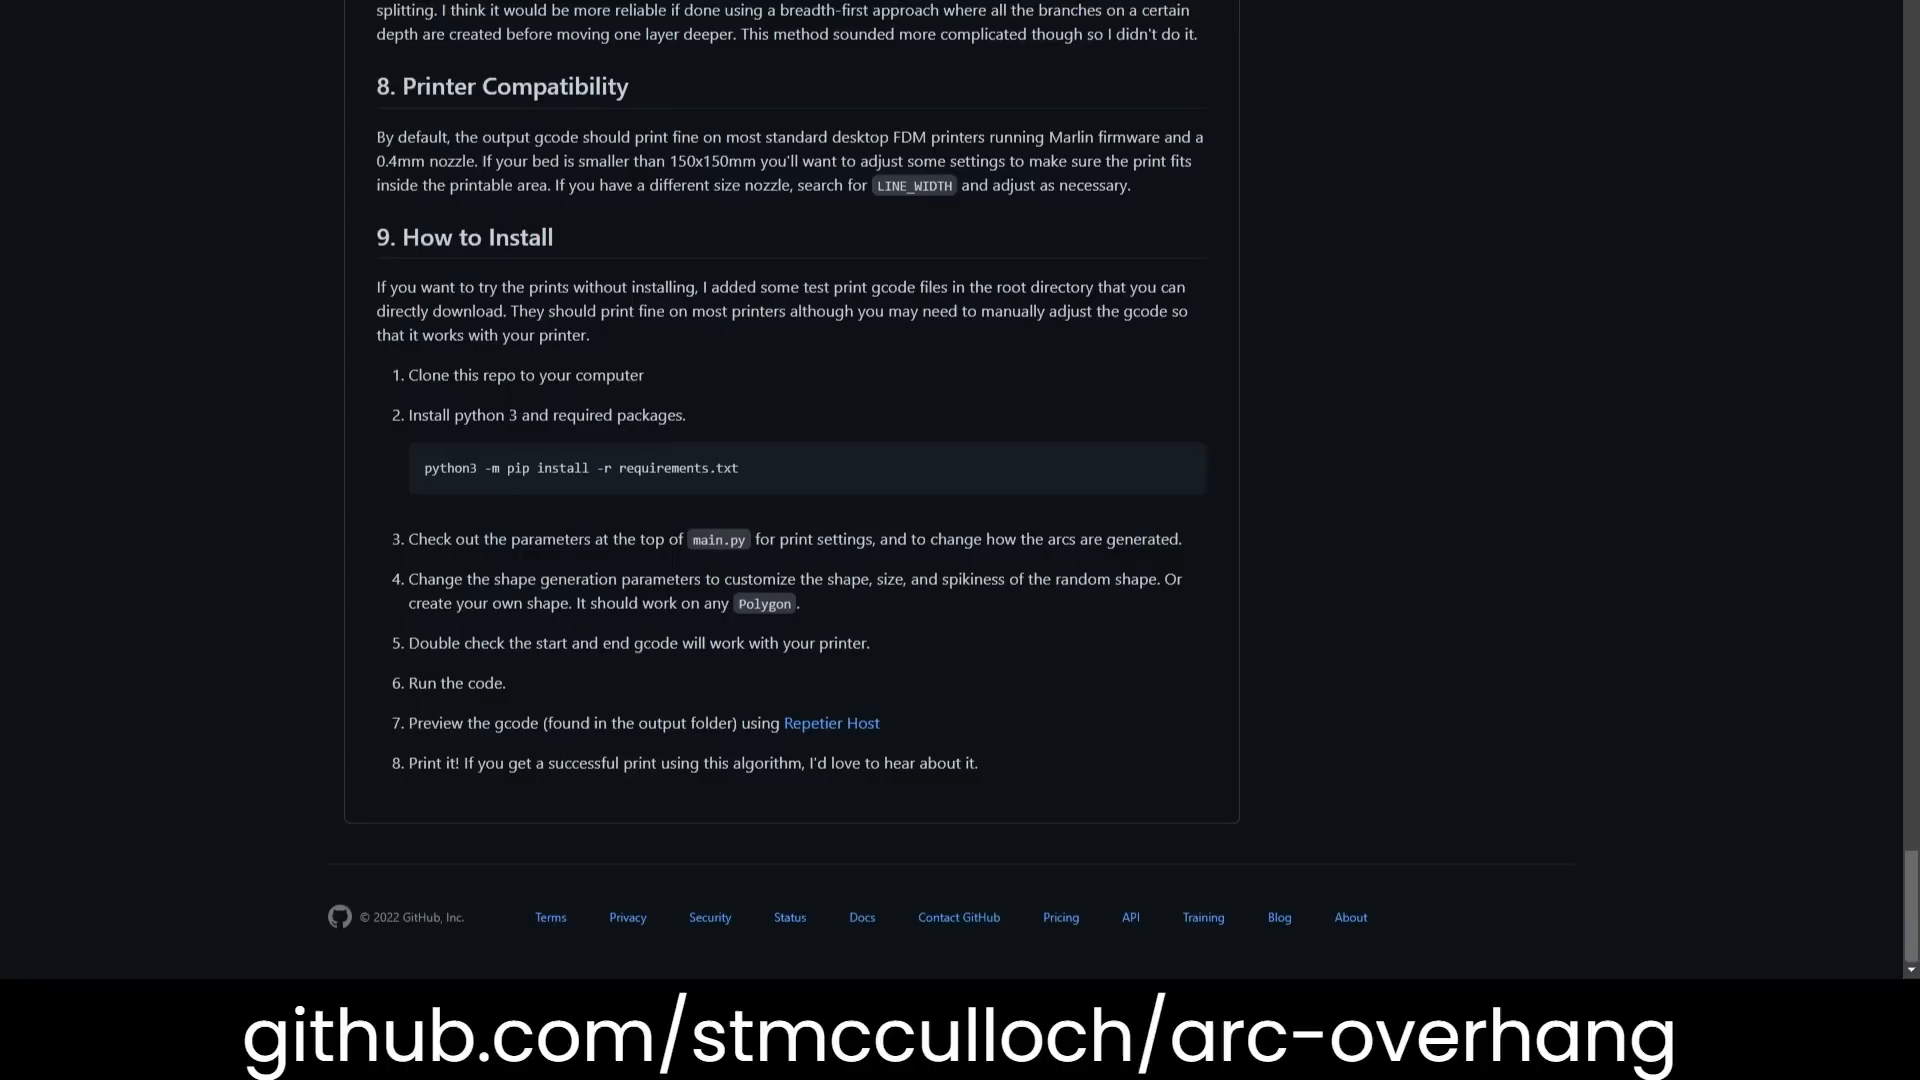 splitting. I think it would be more reliable if done using a breadth-first approach where all the branches on a certain
depth are created before moving one layer deeper. This method sounded more complicated though so I didn't do it.
8. Printer Compatibility
By default, the output gcode should print fine on most standard desktop FDM printers running Marlin firmware and a
0.4mm nozzle. If your bed is smaller than 150x150mm you'll want to adjust some settings to make sure the print fits
inside the printable area. If you have a different size nozzle, search for LINE_WIDTH and adjust as necessary.
9. How to Install
If you want to try the prints without installing, I added some test print gcode files in the root directory that you can
directly download. They should print fine on most printers although you may need to manually adjust the gcode so
that it works with your printer.
1. Clone this repo to your computer
2. Install python 3 and required packages.
python3 -m pip install -r requirements.txt
3. Check out the parameters at the top of main.py for print settings, and to change how the arcs are generated.
4. Change the shape generation parameters to customize the shape, size, and spikiness of the random shape. Or
create your own shape. It should work on any Polygon.
5. Double check the start and end gcode will work with your printer.
6. Run the code.
7. Preview the gcode (found in the output folder) using Repetier Host
8. Print it! If you get a successful print using this algorithm, I'd love to hear about it.
© 2022 GitHub, Inc. Terms Privacy Security Status Docs Contact GitHub Pricing API Training Blog About
github.com/stmcculloch/arc-overhang